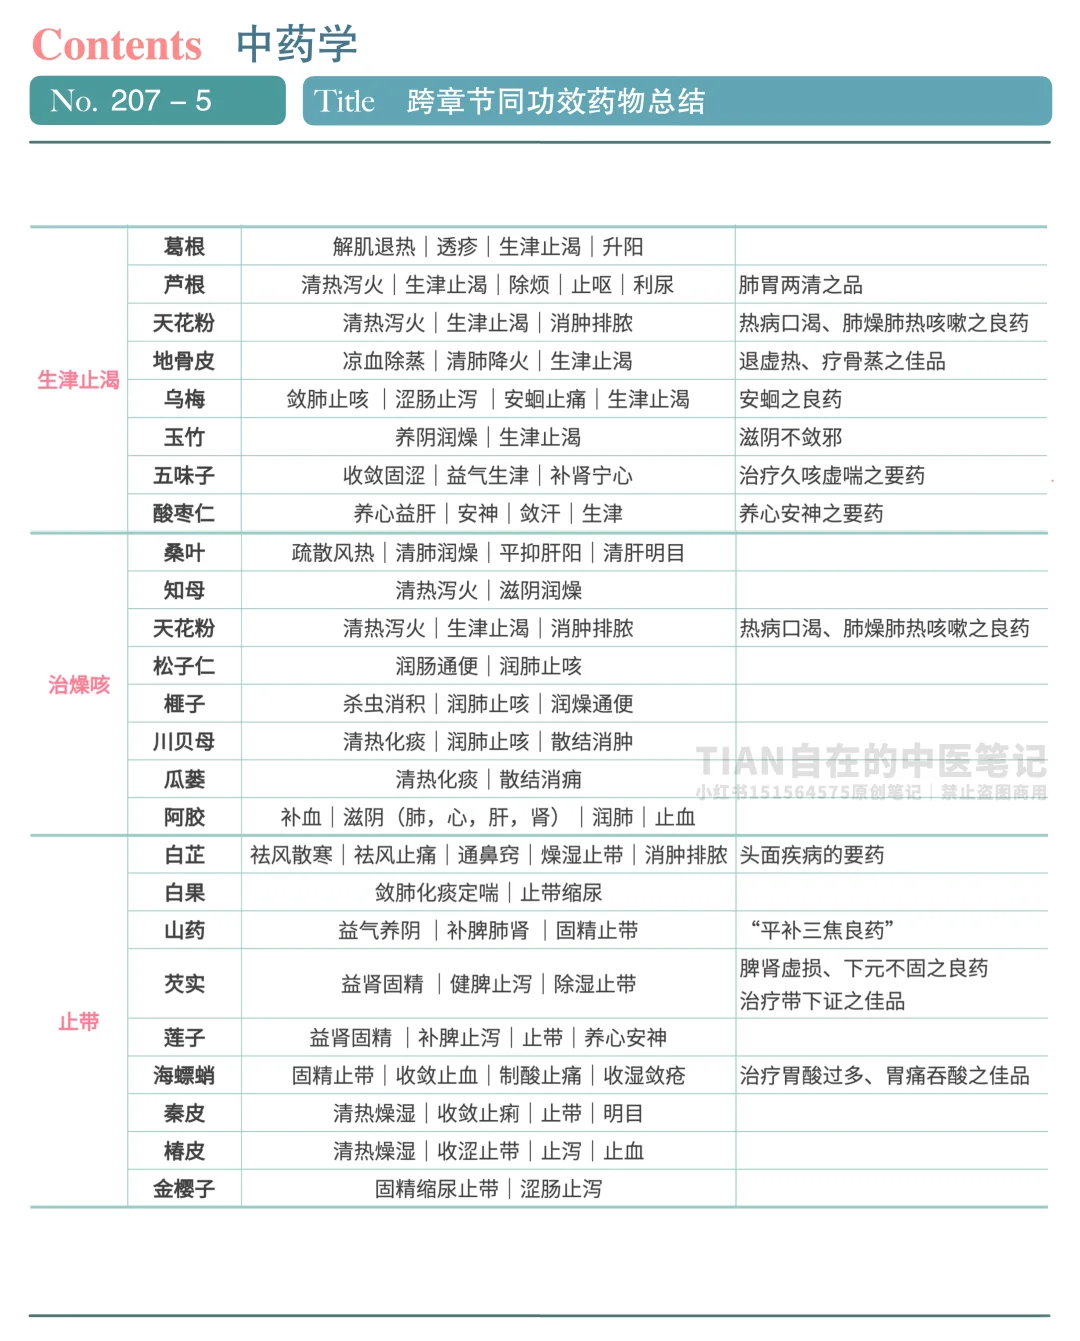 Contents 中药学
No. 207 – 5 Title 跨章节同功效药物总结
生津止渴
葛根 解肌退热｜透疹｜生津止渴｜升阳
芦根 清热泻火｜生津止渴｜除烦｜止呕｜利尿 肺胃两清之品
天花粉 清热泻火｜生津止渴｜消肿排脓 热病口渴、肺燥肺热咳嗽之良药
地骨皮 凉血除蒸｜清肺降火｜生津止渴 退虚热、疗骨蒸之佳品
乌梅 敛肺止咳 ｜涩肠止泻 ｜安蛔止痛｜生津止渴 安蛔之良药
玉竹 养阴润燥｜生津止渴 滋阴不敛邪
五味子 收敛固涩｜益气生津｜补肾宁心 治疗久咳虚喘之要药
酸枣仁 养心益肝｜安神｜敛汗｜生津 养心安神之要药
治燥咳
桑叶 疏散风热｜清肺润燥｜平抑肝阳｜清肝明目
知母 清热泻火｜滋阴润燥
天花粉 清热泻火｜生津止渴｜消肿排脓 热病口渴、肺燥肺热咳嗽之良药
松子仁 润肠通便｜润肺止咳
榧子 杀虫消积｜润肺止咳｜润燥通便
川贝母 清热化痰｜润肺止咳｜散结消肿
瓜蒌 清热化痰｜散结消痈
阿胶 补血｜滋阴（肺，心，肝，肾）｜润肺｜止血
TIAN自在的中医笔记
小红书151564575原创笔记｜禁止盗图商用
止带
白芷 祛风散寒｜祛风止痛｜通鼻窍｜燥湿止带｜消肿排脓 头面疾病的要药
白果 敛肺化痰定喘｜止带缩尿
山药 益气养阴 ｜补脾肺肾 ｜固精止带 “平补三焦良药”
芡实 益肾固精 ｜健脾止泻｜除湿止带 脾肾虚损、下元不固之良药
治疗带下证之佳品
莲子 益肾固精 ｜补脾止泻｜止带｜养心安神
海螵蛸 固精止带｜收敛止血｜制酸止痛｜收湿敛疮 治疗胃酸过多、胃痛吞酸之佳品
秦皮 清热燥湿｜收敛止痢｜止带｜明目
椿皮 清热燥湿｜收涩止带｜止泻｜止血
金樱子 固精缩尿止带｜涩肠止泻